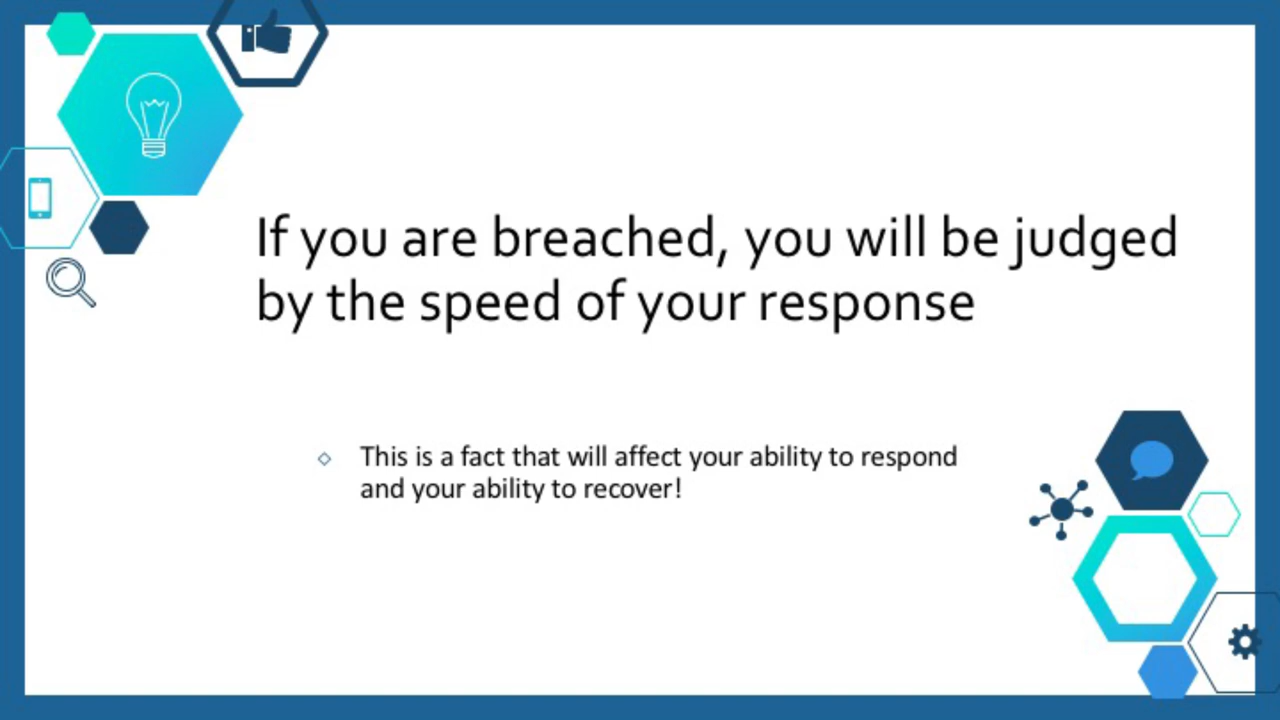 If you are breached, you will be judged
by the speed of your response
This is a fact that will affect your ability to respond
and your ability to recover!